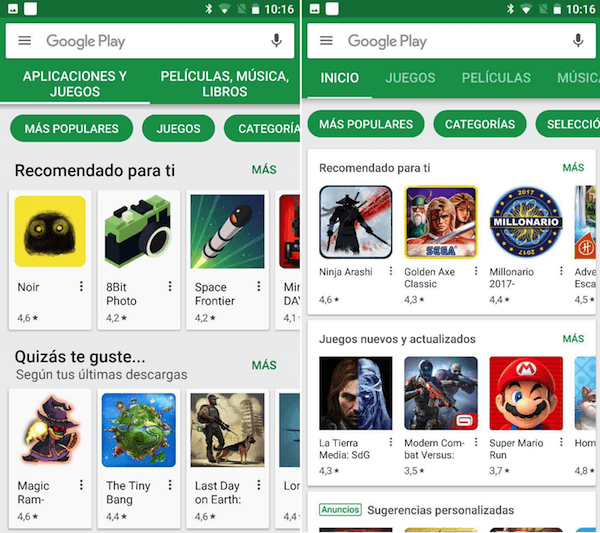 10:16
Google Play
APLICACIONES Y
JUEGOS
PELÍCULAS, MÚSICA,
LIBROS
MÁS POPULARES
JUEGOS
CATEGORÍA
Recomendado para ti
MÁS
Noir
4,6★
8Bit
Photo
4,2★
Space
Frontier
4,2★
Min
DAY
4,1
Quizás te guste...
Según tus últimas descargas
MÁS
Magic
Ram-
4,6★
The Tiny
Bang
4,4★
Last Day
on Earth:
4,6★
Lor
4,4
10:16
Google Play
INICIO
JUEGOS
PELÍCULAS
MÚSICA
MÁS POPULARES
CATEGORÍAS
SELECCIÓ
Recomendado para ti
MÁS
SEGA
2017
MILLONARIO
2017
Ninja Arashi
4,6★
Golden Axe
Classic
4,3★
Millonario
2017-
4,4★
Adve
Esca
4,5★
Juegos nuevos y actualizados
MÁS
La Tierra
Media: SdG
4,3★
Modern Com-
bat Versus:
3,5★
Super Mario
Run
3,7★
Hom
4,8★
Anuncios
Sugerencias personalizadas